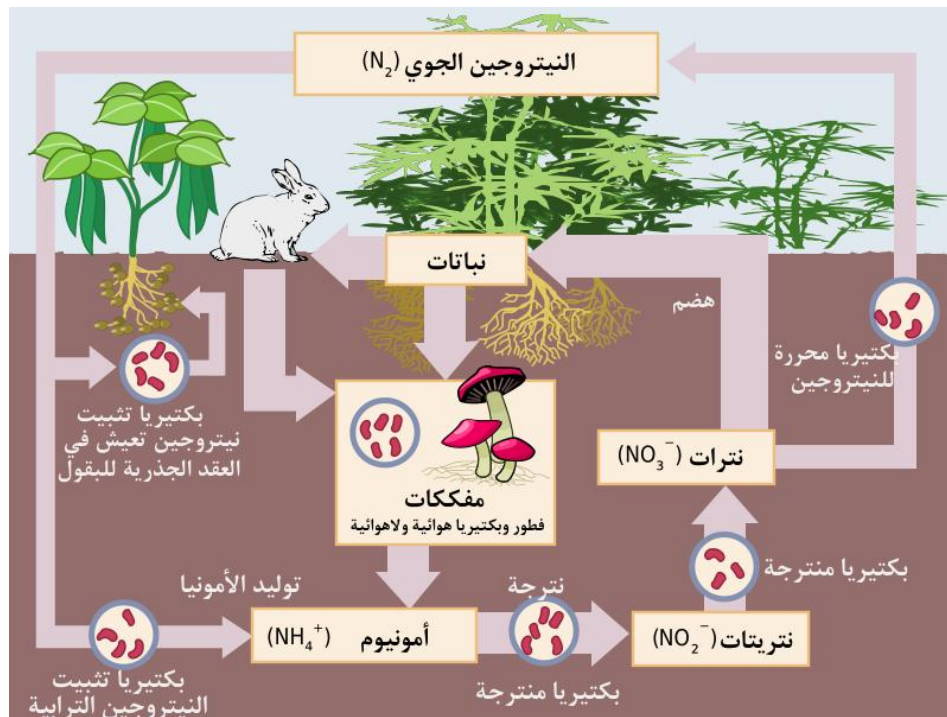 النيتروجين الجوي (N₂)
نباتات
هضم
بكتيريا محررة
للنيتروجين
بكتيريا تثبيت
نيتروجين تعيش في
العقد الجذرية للبقول
مفككات
فطور وبكتيريا هوائية ولاهوائية
نترات (NO₃⁻)
بكتيريا منترجة
توليد الأمونيا
نترجة
أمونيوم (NH₄⁺)
نتريتات (NO₂⁻)
بكتيريا تثبيت
النيتروجين الترابية
بكتيريا منترجة